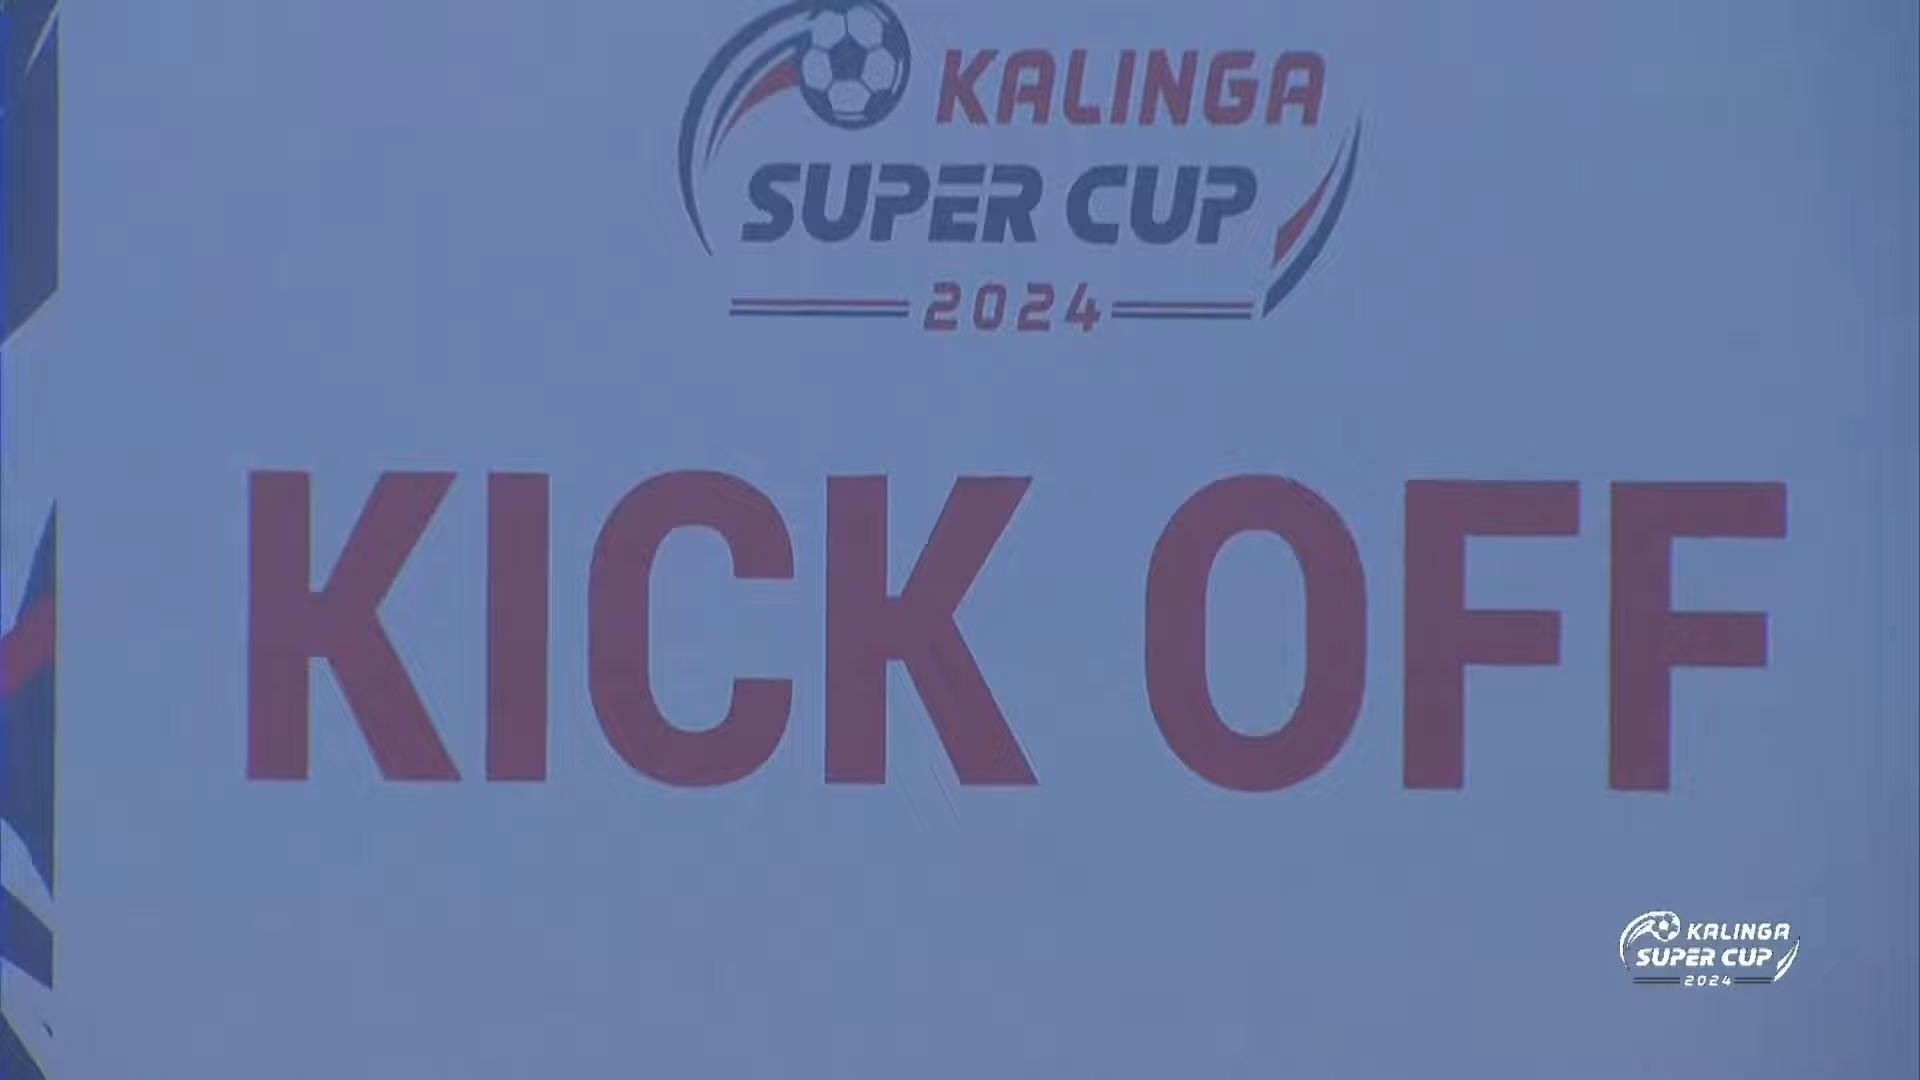 KALINGA
SUPER CUP
2024
KICK OFF
KALINGA
SUPER CUP
2024